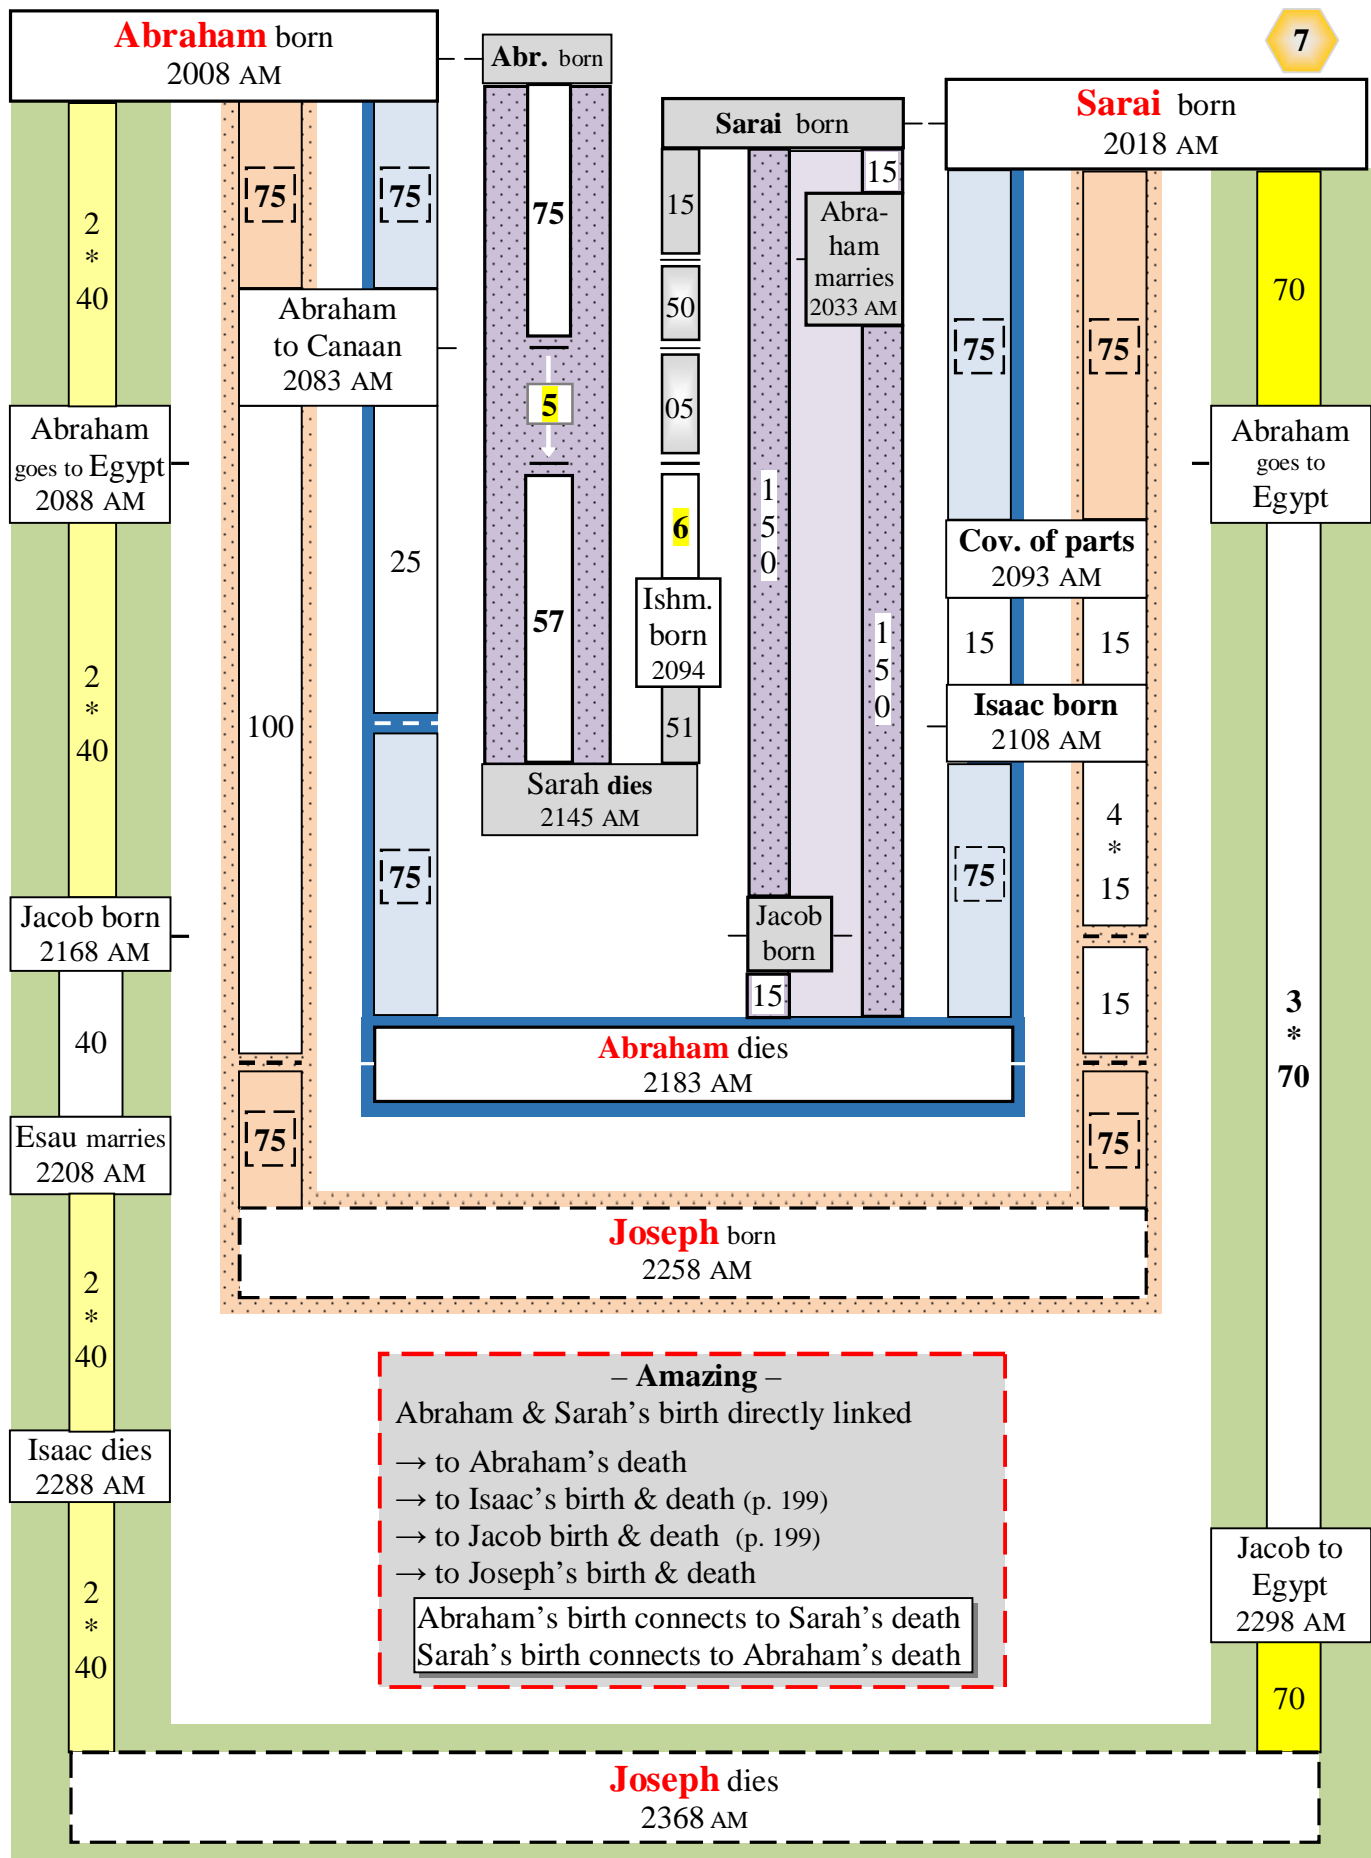 Abraham born
2008 AM
Abr. born
7
Sarai born
2018 AM
Sarai born
2
*
40
75
75
75
15
50
05
6
15
Abra-
ham
marries
2033 AM
75
75
70
Abraham
to Canaan
2083 AM
5
Abraham
goes to Egypt
2088 AM
Abraham
goes to
Egypt
25
57
1
5
0
1
5
0
Cov. of parts
2093 AM
Ishm.
born
2094
15
15
2
*
40
100
51
Isaac born
2108 AM
Sarah dies
2145 AM
75
75
4
*
15
Jacob born
2168 AM
Jacob
born
15
15
40
3
*
70
Abraham dies
2183 AM
Esau marries
2208 AM
75
75
Joseph born
2258 AM
2
*
40
– Amazing –
Abraham & Sarah’s birth directly linked
→ to Abraham’s death
→ to Isaac’s birth & death (p. 199)
→ to Jacob birth & death (p. 199)
→ to Joseph’s birth & death
Abraham’s birth connects to Sarah’s death
Sarah’s birth connects to Abraham’s death
Isaac dies
2288 AM
Jacob to
Egypt
2298 AM
2
*
40
70
Joseph dies
2368 AM